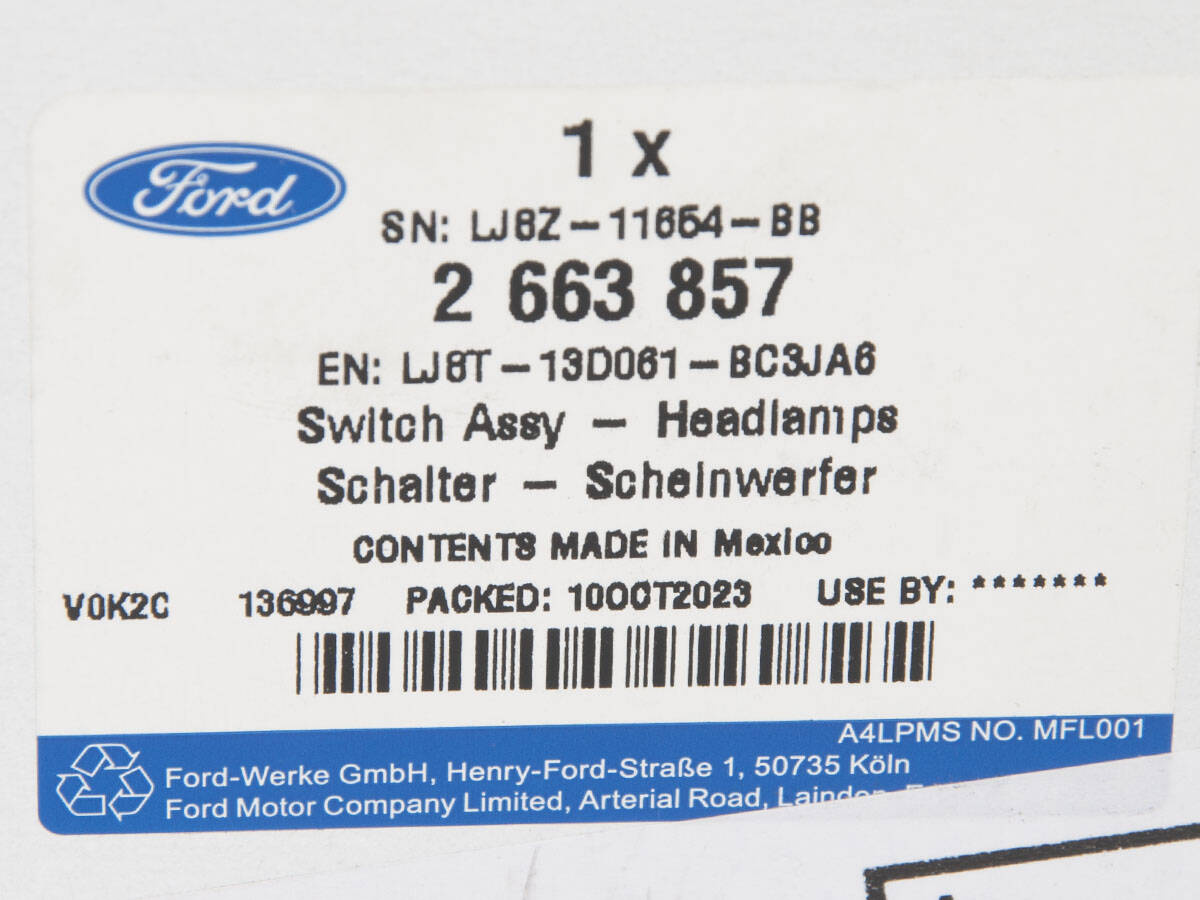 Ford
1 x
SN: LJ8Z-11654-BB
2 663 857
EN: LJ8T-13D061-BC3JA6
Switch Assy - Headlamps
Schalter - Scheinwerfer
CONTENTS MADE IN Mexico
V0K2C 136997 PACKED: 10OCT2023 USE BY: *******
A4LPMS NO. MFL001
Ford-Werke GmbH, Henry-Ford-Straße 1, 50735 Köln
Ford Motor Company Limited, Arterial Road,